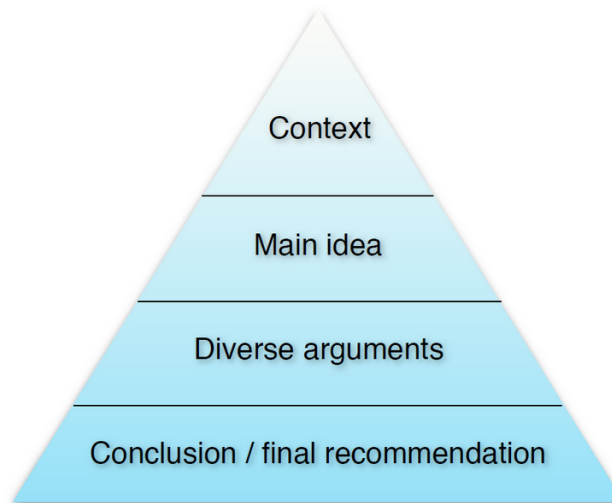 Context
Main idea
Diverse arguments
Conclusion / final recommendation